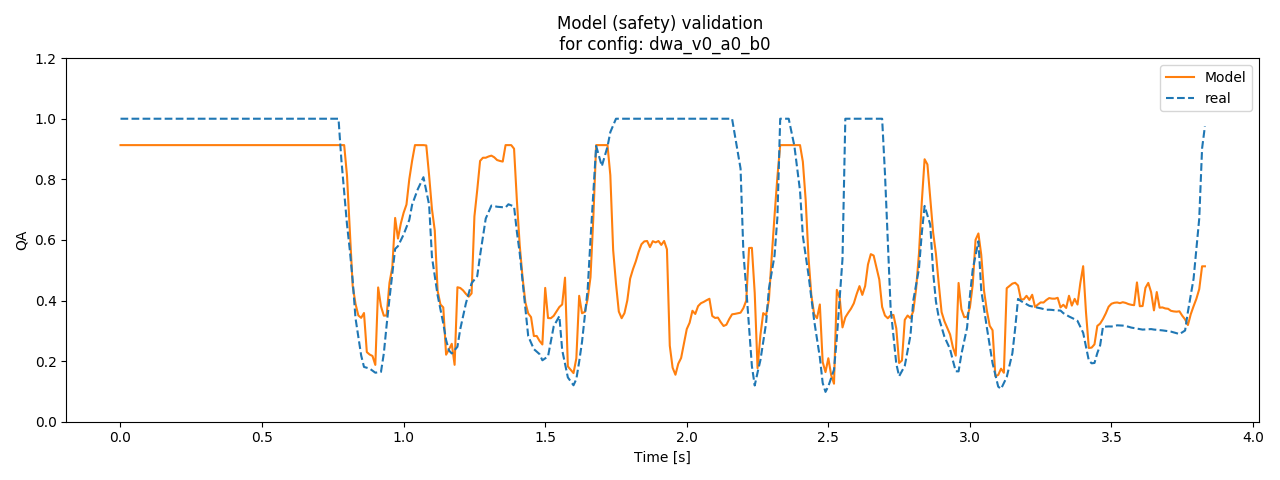 Model (safety) validation
for config: dwa_v0_a0_b0
1.2
1.0
0.8
0.6
0.4
0.2
0.0
QA
Model
real
0.0 0.5 1.0 1.5 2.0 2.5 3.0 3.5 4.0
Time [s]